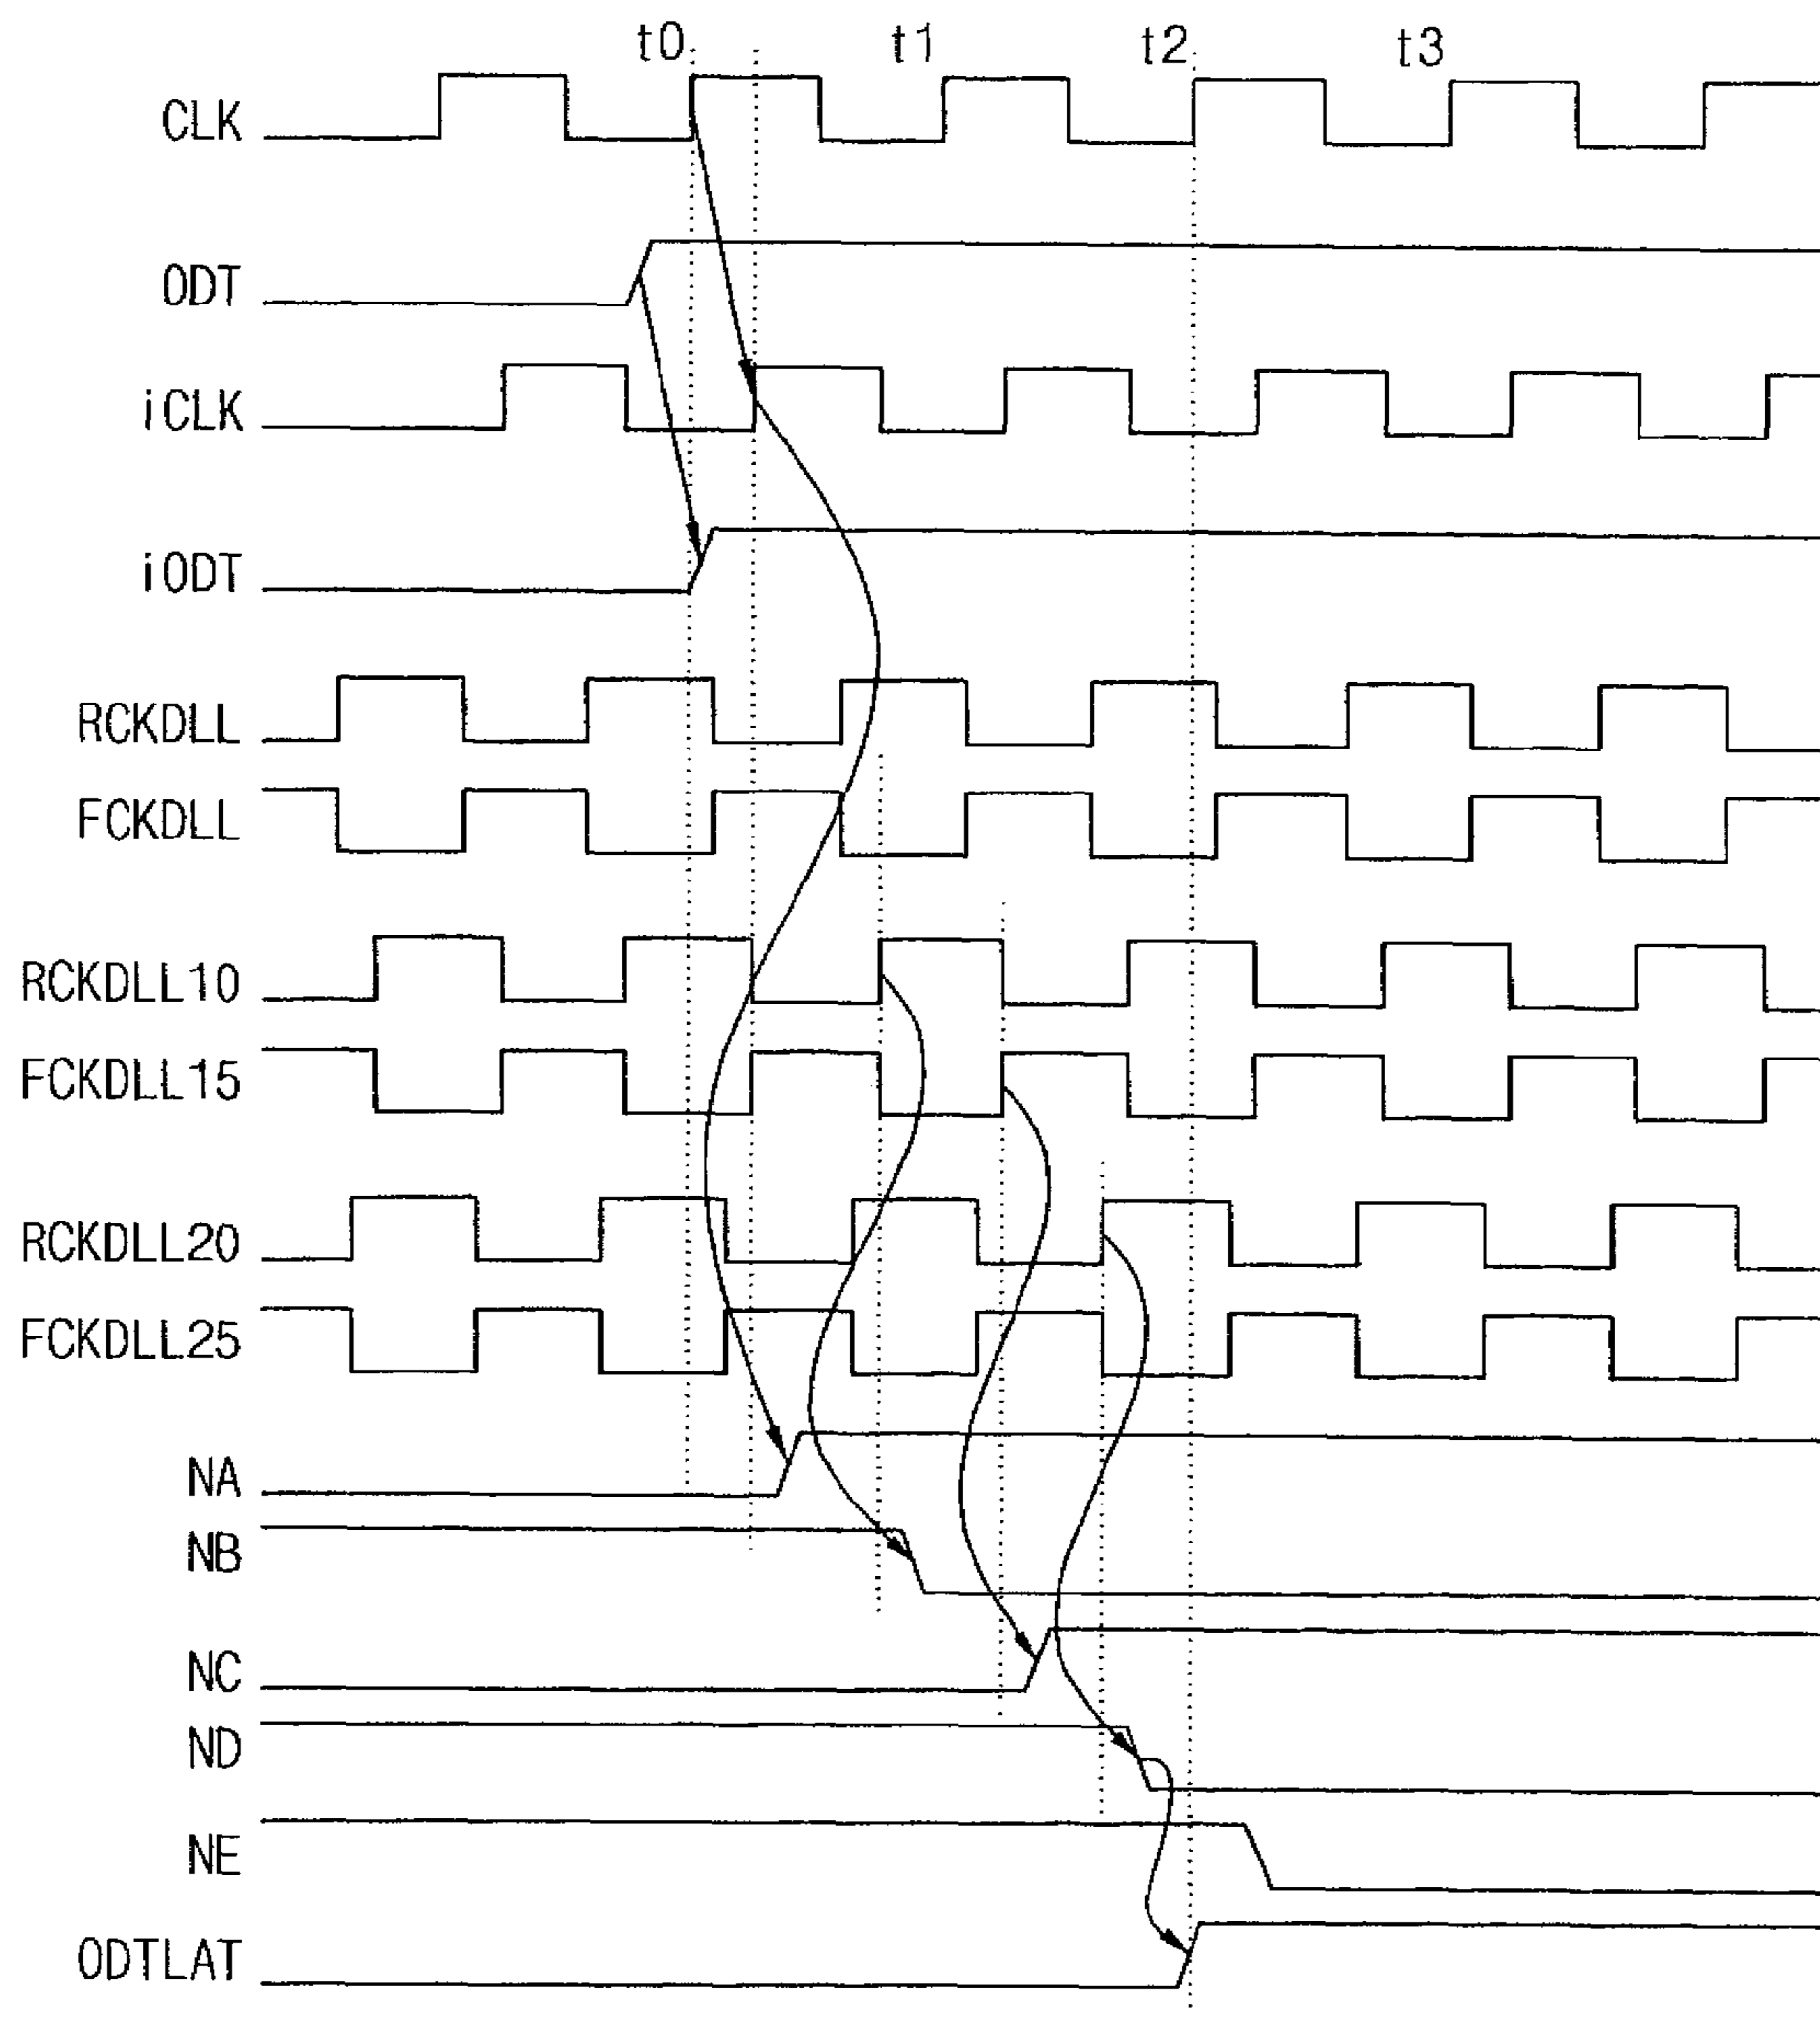 t0 t1 t2 t3
CLK
ODT
iCLK
iODT
RCKDLL
FCKDLL
RCKDLL10
FCKDLL15
RCKDLL20
FCKDLL25
NA
NB
NC
ND
NE
ODTLAT